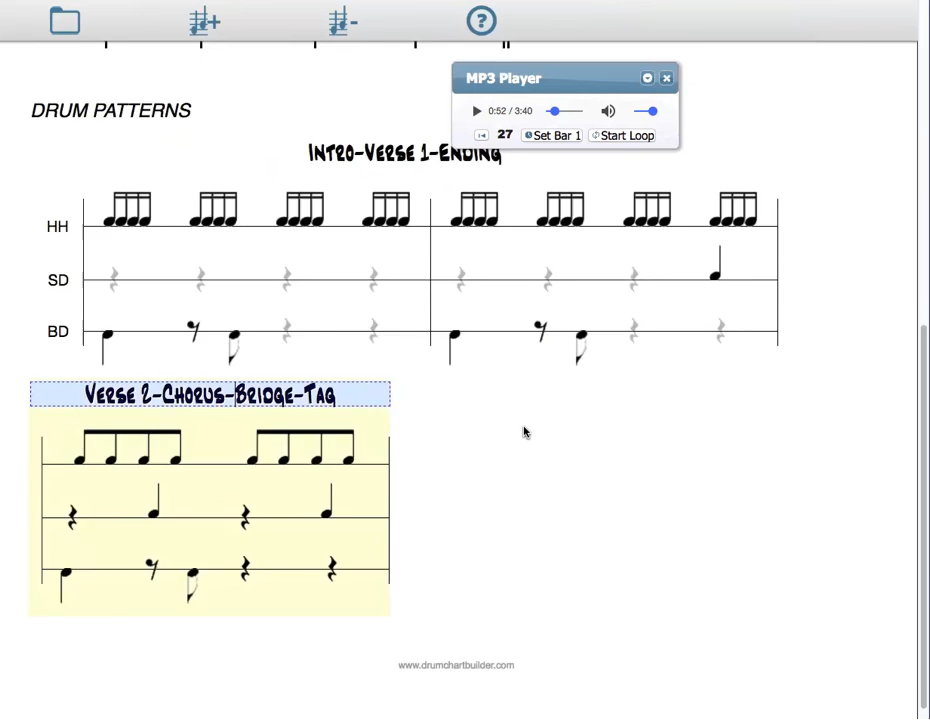 MP3 Player
0:52 / 3:40
27 Set Bar 1 Start Loop
DRUM PATTERNS
INTRO-VERSE 1-ENDING
HH
SD
BD
VERSE 2-CHORUS-BRIDGE-TAG
www.drumchartbuilder.com